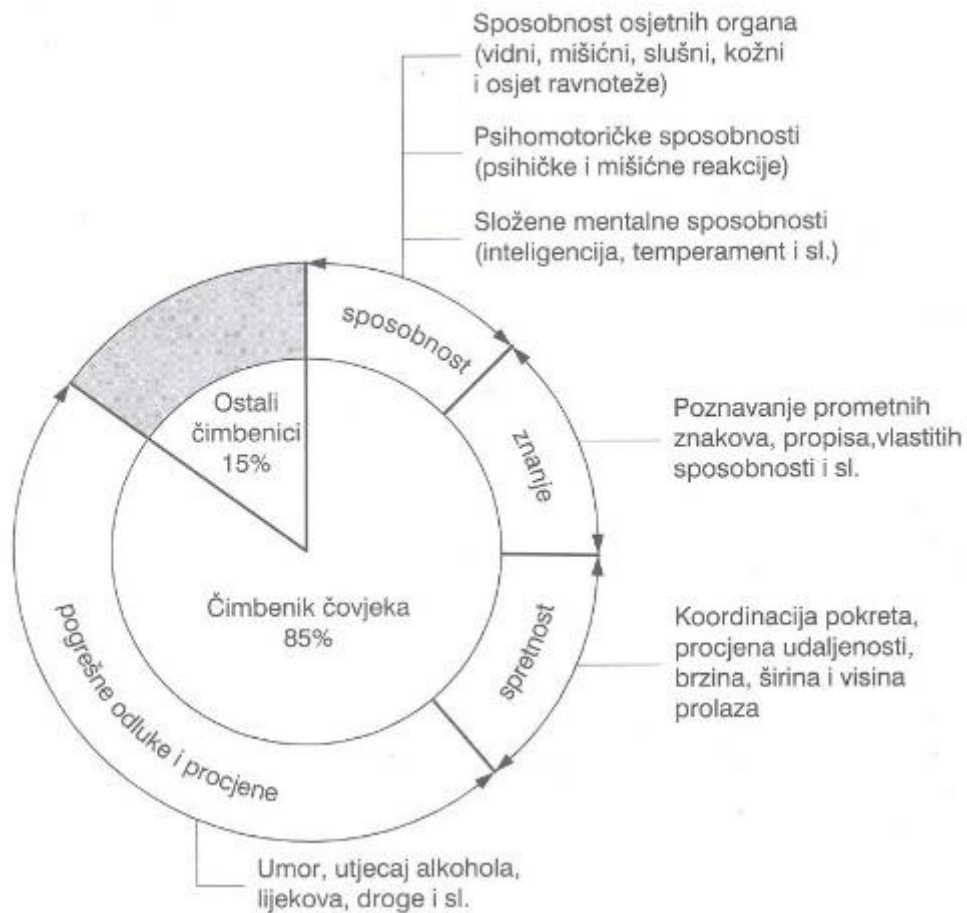 Sposobnost osjetnih organa
(vidni, mišićni, slušni, kožni
i osjet ravnoteže)
Psihomotoričke sposobnosti
(psihičke i mišićne reakcije)
Složene mentalne sposobnosti
(inteligencija, temperament i sl.)
sposobnost
Ostali
čimbenici
15%
znanje
Poznavanje prometnih
znakova, propisa,vlastitih
sposobnosti i sl.
Čimbenik čovjeka
85%
spretnost
Koordinacija pokreta,
procjena udaljenosti,
brzina, širina i visina
prolaza
pogrešne odluke i procjene
Umor, utjecaj alkohola,
lijekova, droge i sl.